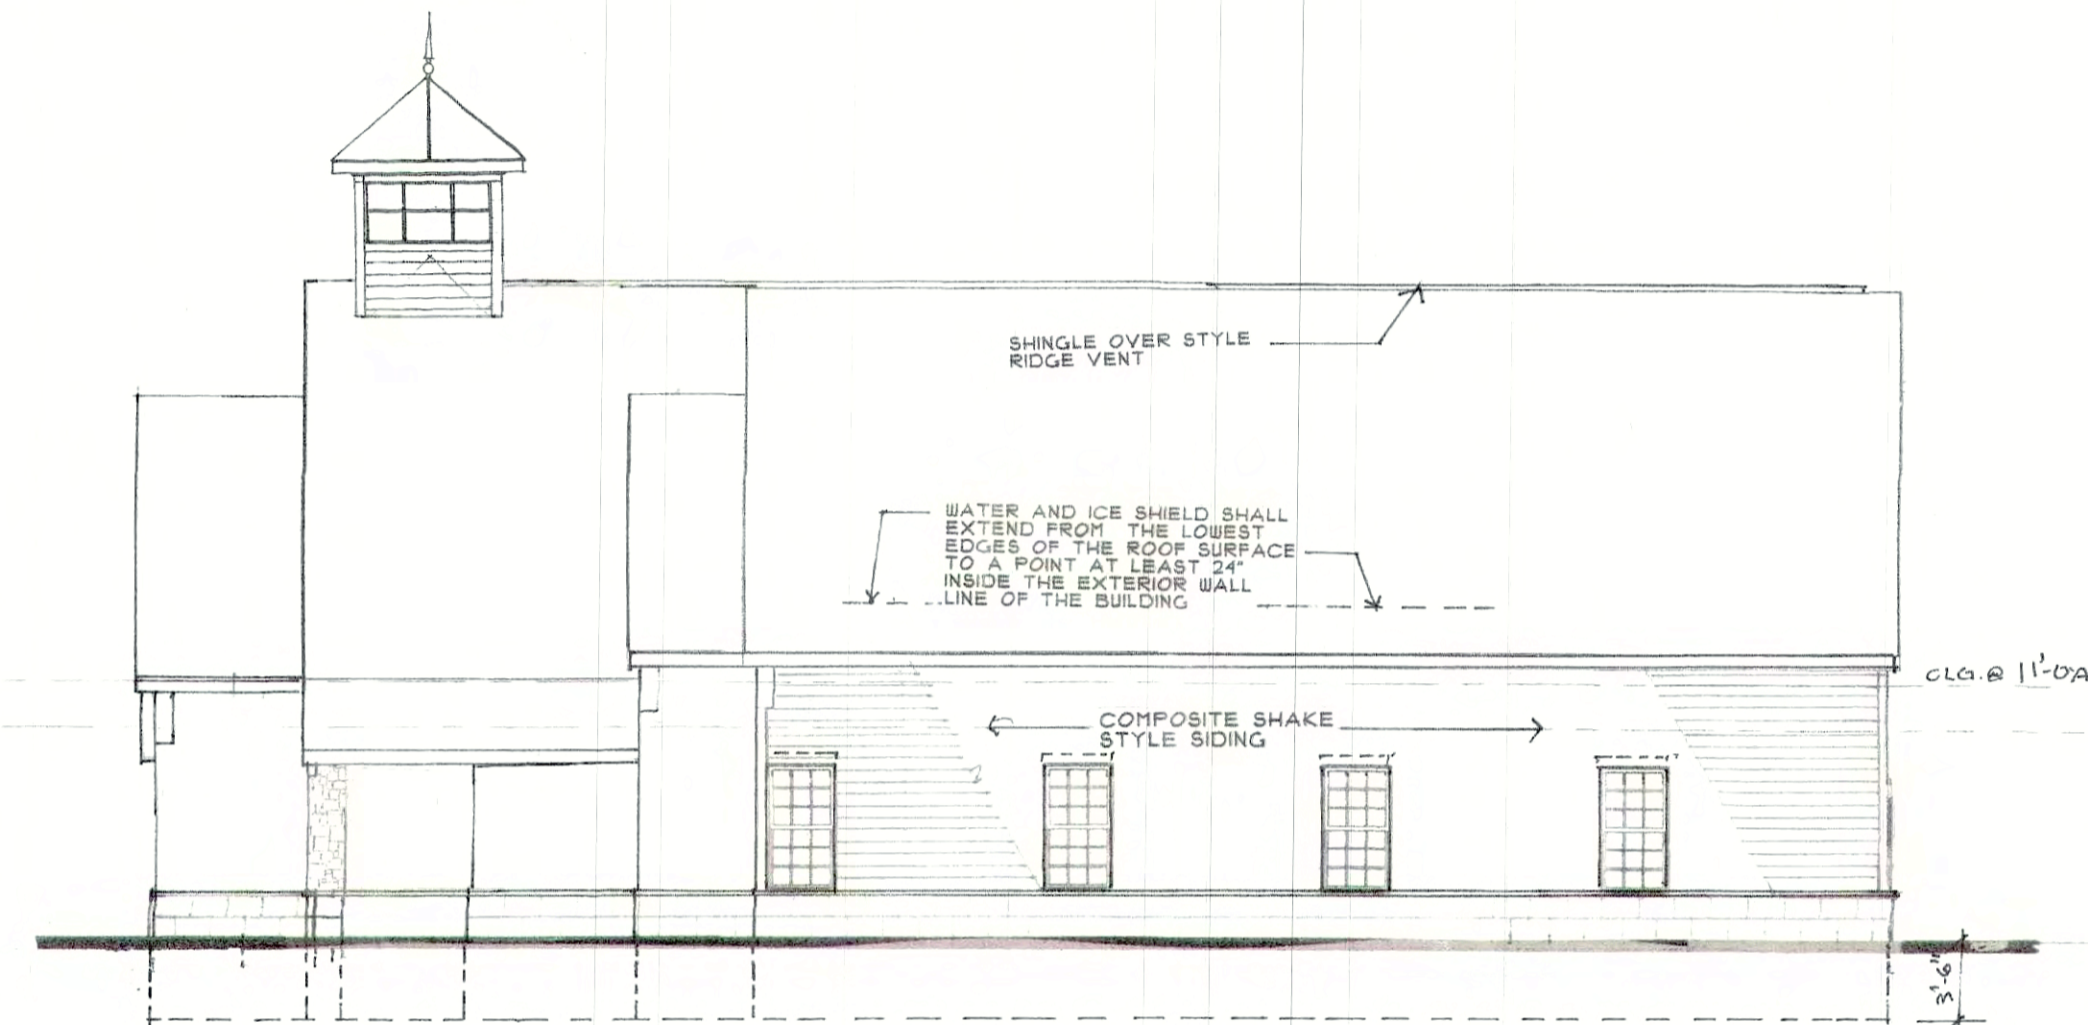 SHINGLE OVER STYLE
RIDGE VENT
WATER AND ICE SHIELD SHALL
EXTEND FROM THE LOWEST
EDGES OF THE ROOF SURFACE
TO A POINT AT LEAST 24"
INSIDE THE EXTERIOR WALL
LINE OF THE BUILDING
CLG.@ 11'-0"A
COMPOSITE SHAKE
STYLE SIDING
3'-6"